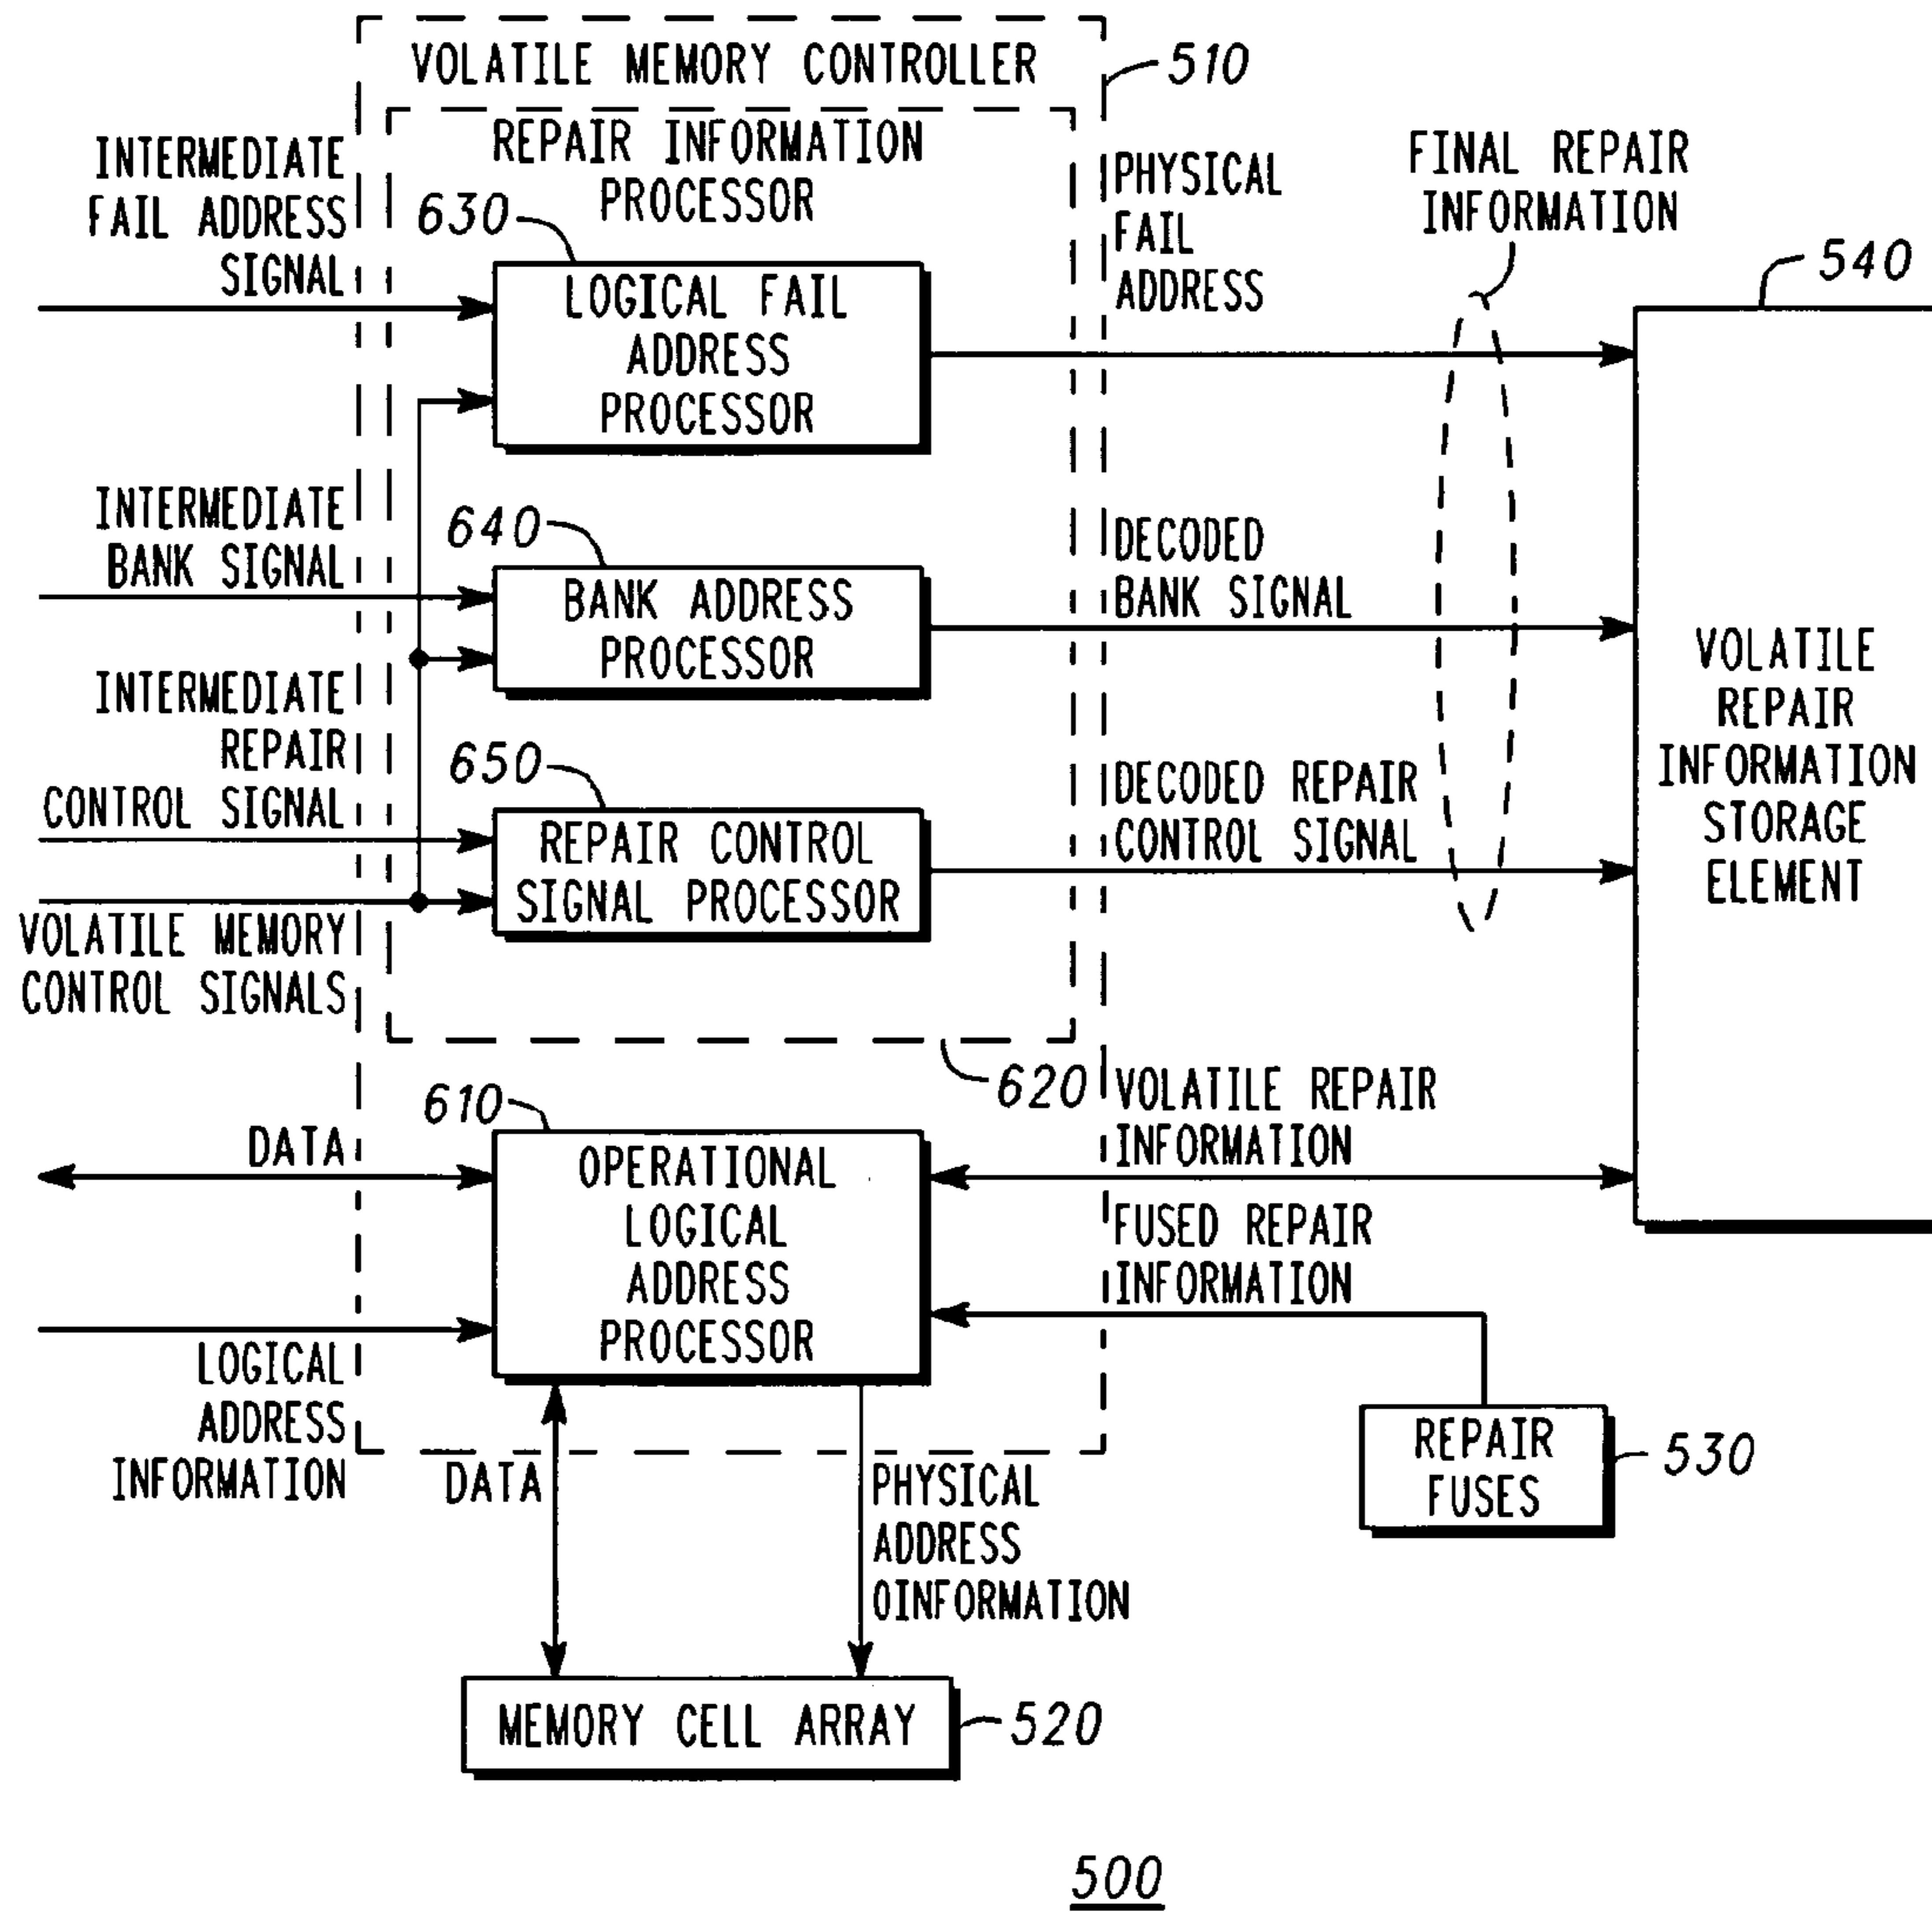 VOLATILE MEMORY CONTROLLER
510
REPAIR INFORMATION
PROCESSOR
INTERMEDIATE
FAIL ADDRESS
SIGNAL
630
LOGICAL FAIL
ADDRESS
PROCESSOR
PHYSICAL
FAIL
ADDRESS
FINAL REPAIR
INFORMATION
540
INTERMEDIATE
BANK SIGNAL
640
BANK ADDRESS
PROCESSOR
DECODED
BANK SIGNAL
VOLATILE
REPAIR
INFORMATION
STORAGE
ELEMENT
INTERMEDIATE
REPAIR
CONTROL SIGNAL
650
REPAIR CONTROL
SIGNAL PROCESSOR
DECODED REPAIR
CONTROL SIGNAL
VOLATILE MEMORY
CONTROL SIGNALS
620
610
DATA
OPERATIONAL
LOGICAL
ADDRESS
PROCESSOR
VOLATILE REPAIR
INFORMATION
FUSED REPAIR
INFORMATION
LOGICAL
ADDRESS
INFORMATION
REPAIR
FUSES
530
DATA
PHYSICAL
ADDRESS
OINFORMATION
MEMORY CELL ARRAY
520
500